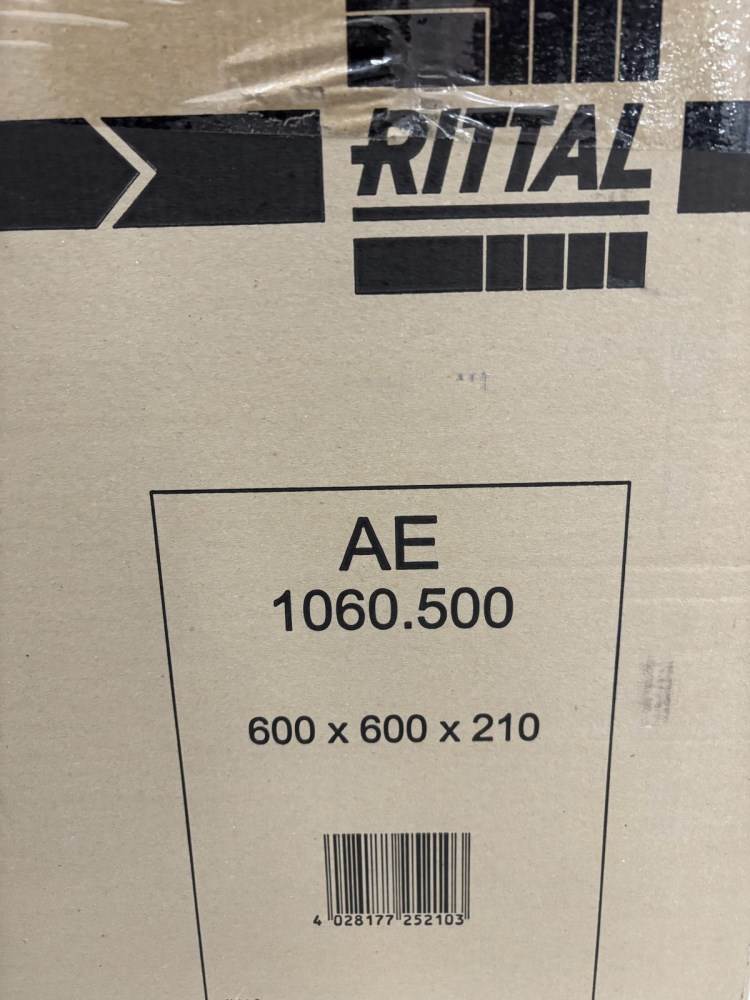 RITTAL
AE
1060.500
600 x 600 x 210
4 028177 252103